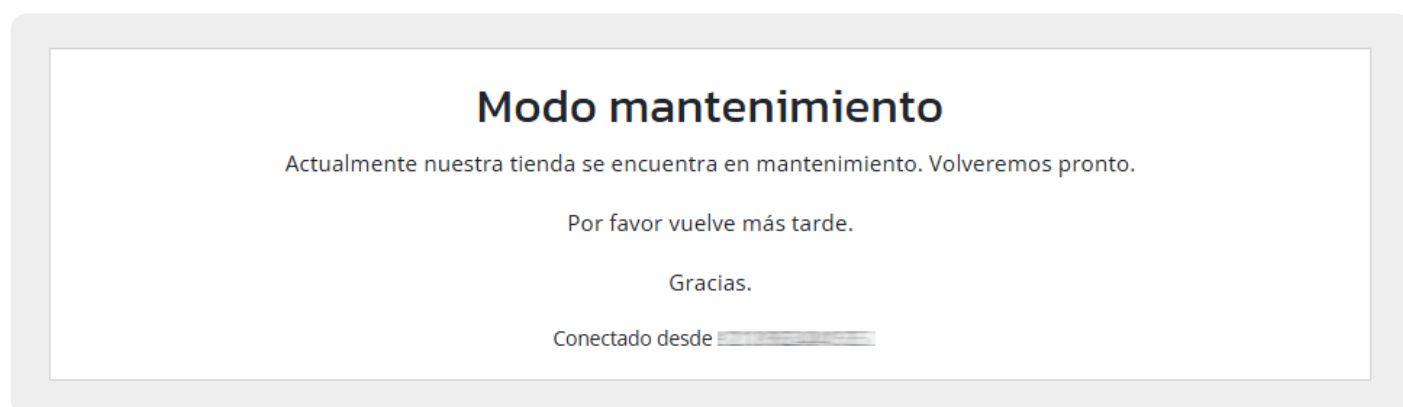 Modo mantenimiento
Actualmente nuestra tienda se encuentra en mantenimiento. Volveremos pronto.
Por favor vuelve más tarde.
Gracias.
Conectado desde